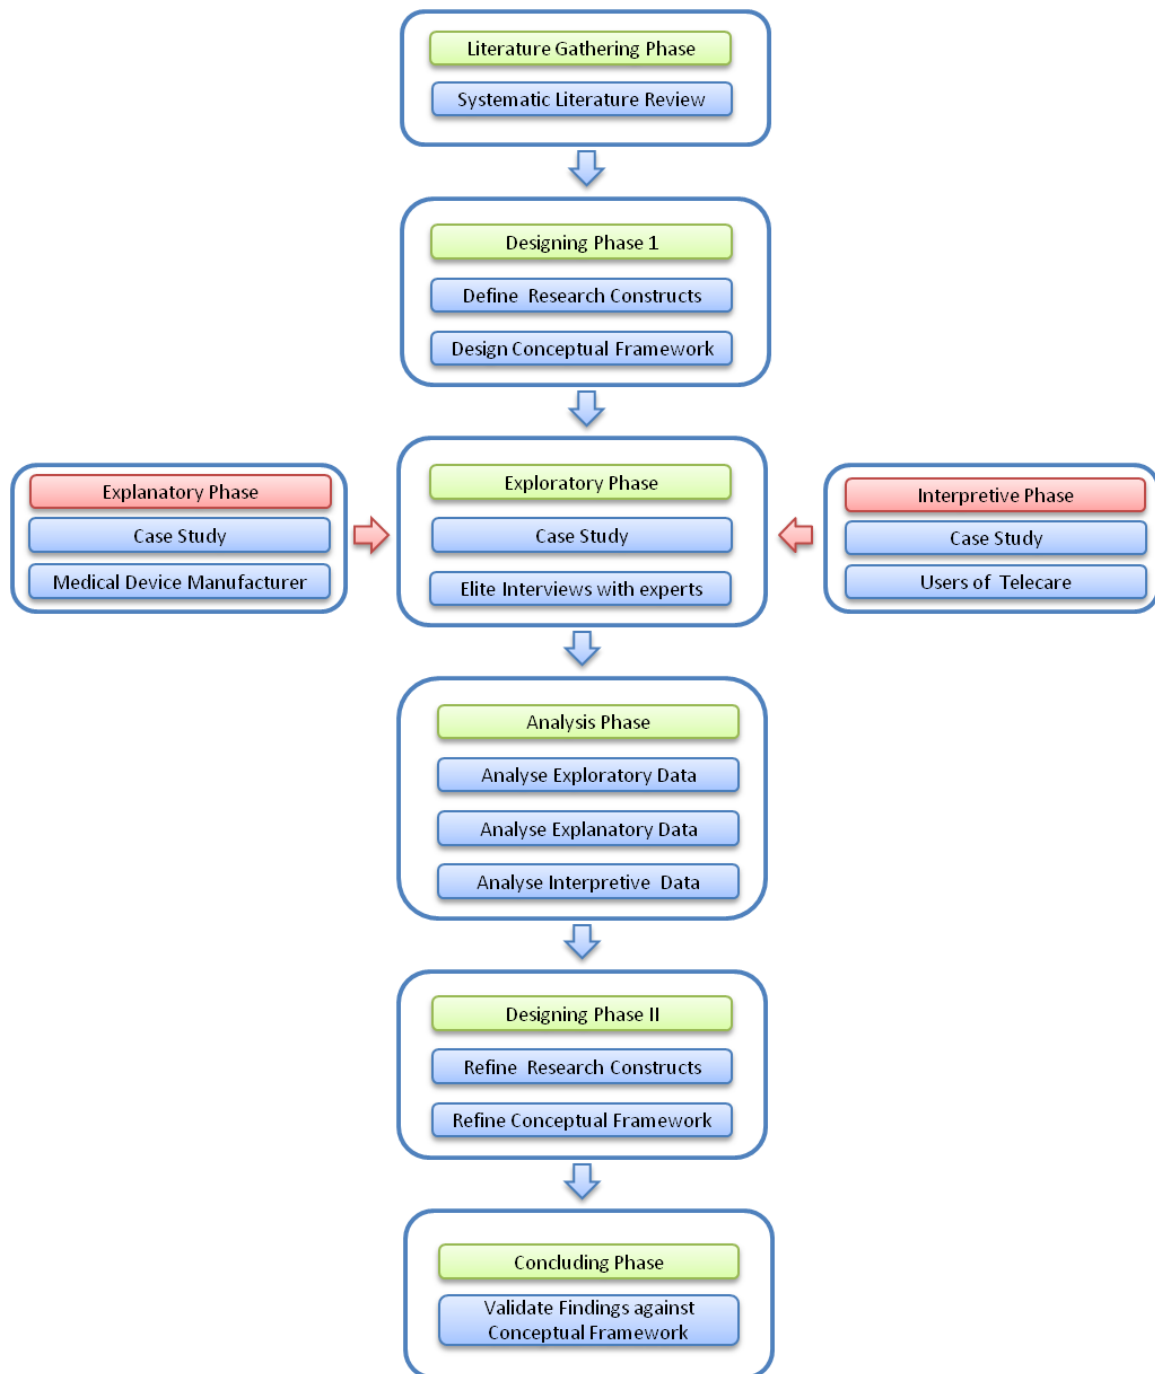 Literature Gathering Phase
Systematic Literature Review
Designing Phase 1
Define Research Constructs
Design Conceptual Framework
Explanatory Phase
Case Study
Medical Device Manufacturer
Exploratory Phase
Case Study
Elite Interviews with experts
Interpretive Phase
Case Study
Users of Telecare
Analysis Phase
Analyse Exploratory Data
Analyse Explanatory Data
Analyse Interpretive Data
Designing Phase II
Refine Research Constructs
Refine Conceptual Framework
Concluding Phase
Validate Findings against
Conceptual Framework